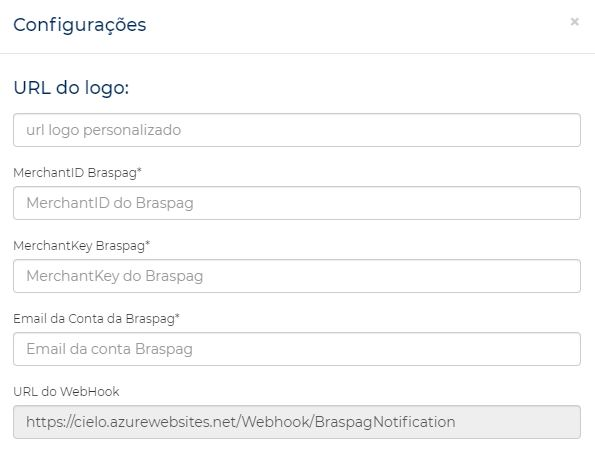 Configurações
×
URL do logo:
url logo personalizado
MerchantID Braspag*
MerchantID do Braspag
MerchantKey Braspag*
MerchantKey do Braspag
Email da Conta da Braspag*
Email da conta Braspag
URL do WebHook
https://cielo.azurewebsites.net/Webhook/BraspagNotification